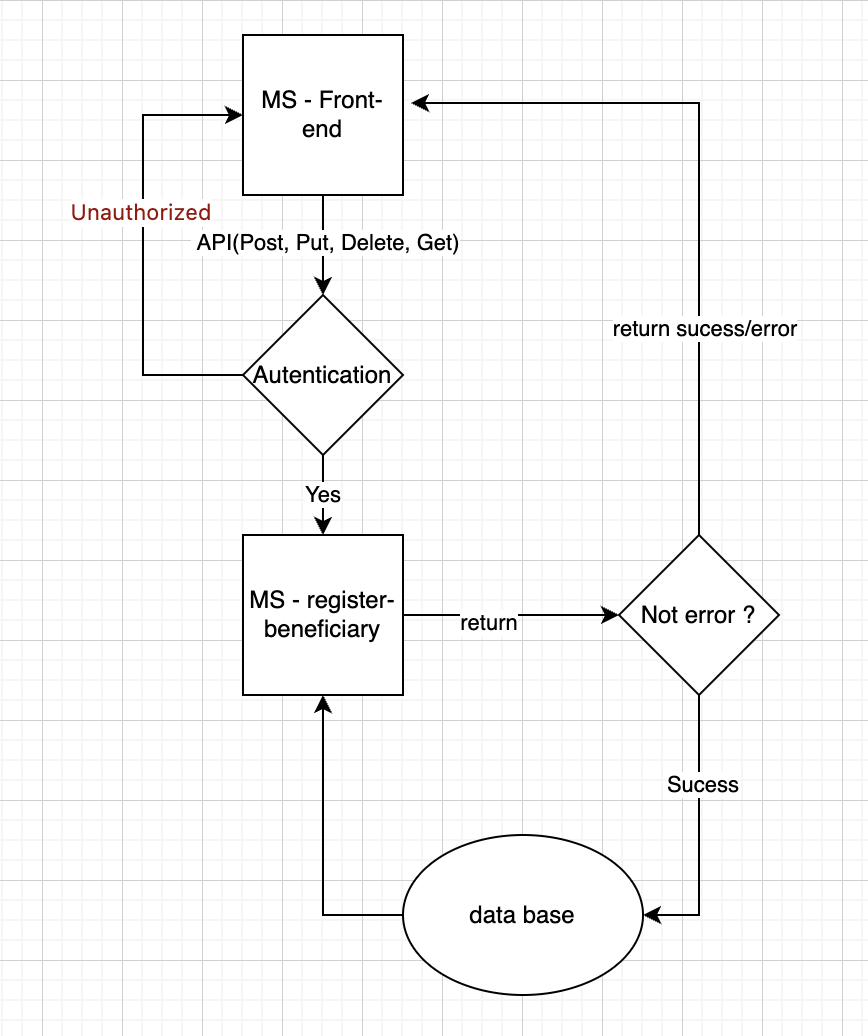 MS - Front-
end
Unauthorized
API(Post, Put, Delete, Get)
return sucess/error
Autentication
Yes
MS - register-
beneficiary
return
Not error ?
Sucess
data base